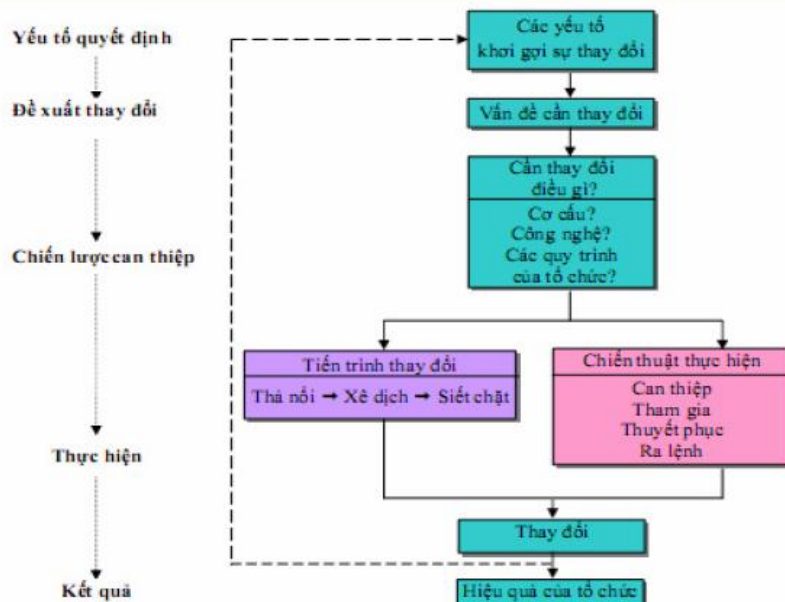 Yếu tố quyết định
Các yếu tố
khơi gợi sự thay đổi
Đề xuất thay đổi
Vấn đề cần thay đổi
Cần thay đổi
điều gì?
Cơ cấu?
Công nghệ?
Các quy trình
của tổ chức?
Chiến lược can thiệp
Tiến trình thay đổi
Thả nổi → Xê dịch → Siết chặt
Chiến thuật thực hiện
Can thiệp
Tham gia
Thuyết phục
Ra lệnh
Thực hiện
Thay đổi
Kết quả
Hiệu quả của tổ chức